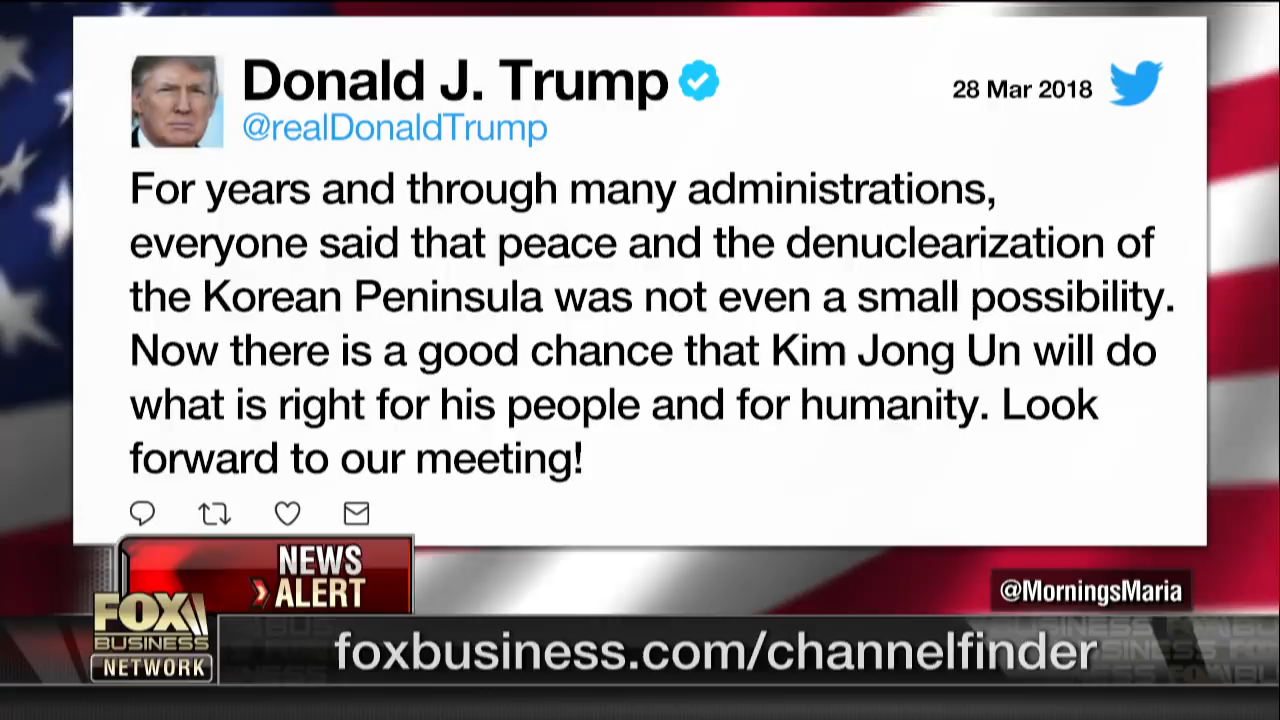 Donald J. Trump
28 Mar 2018
@realDonaldTrump
For years and through many administrations,
everyone said that peace and the denuclearization of
the Korean Peninsula was not even a small possibility.
Now there is a good chance that Kim Jong Un will do
what is right for his people and for humanity. Look
forward to our meeting!
NEWS
ALERT
@MorningsMaria
FOX
BUSINESS
NETWORK
foxbusiness.com/channelfinder